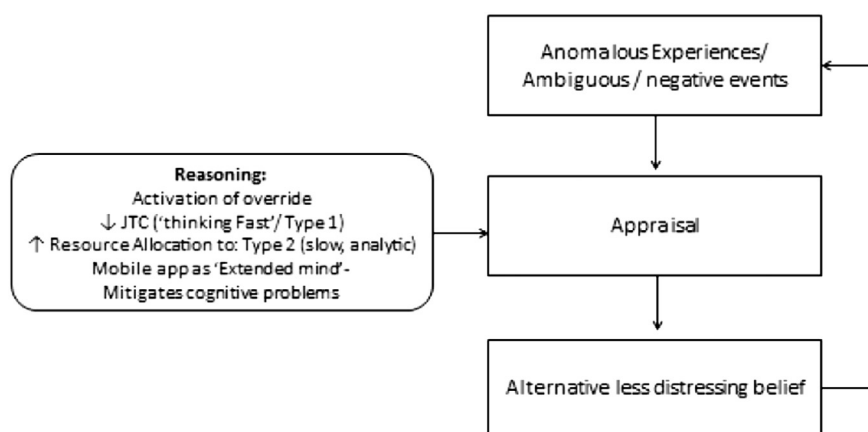 Anomalous Experiences/
Ambiguous / negative events
Reasoning:
Activation of override
↓ JTC ('thinking Fast'/ Type 1)
↑ Resource Allocation to: Type 2 (slow, analytic)
Mobile app as 'Extended mind'-
Mitigates cognitive problems
Appraisal
Alternative less distressing belief